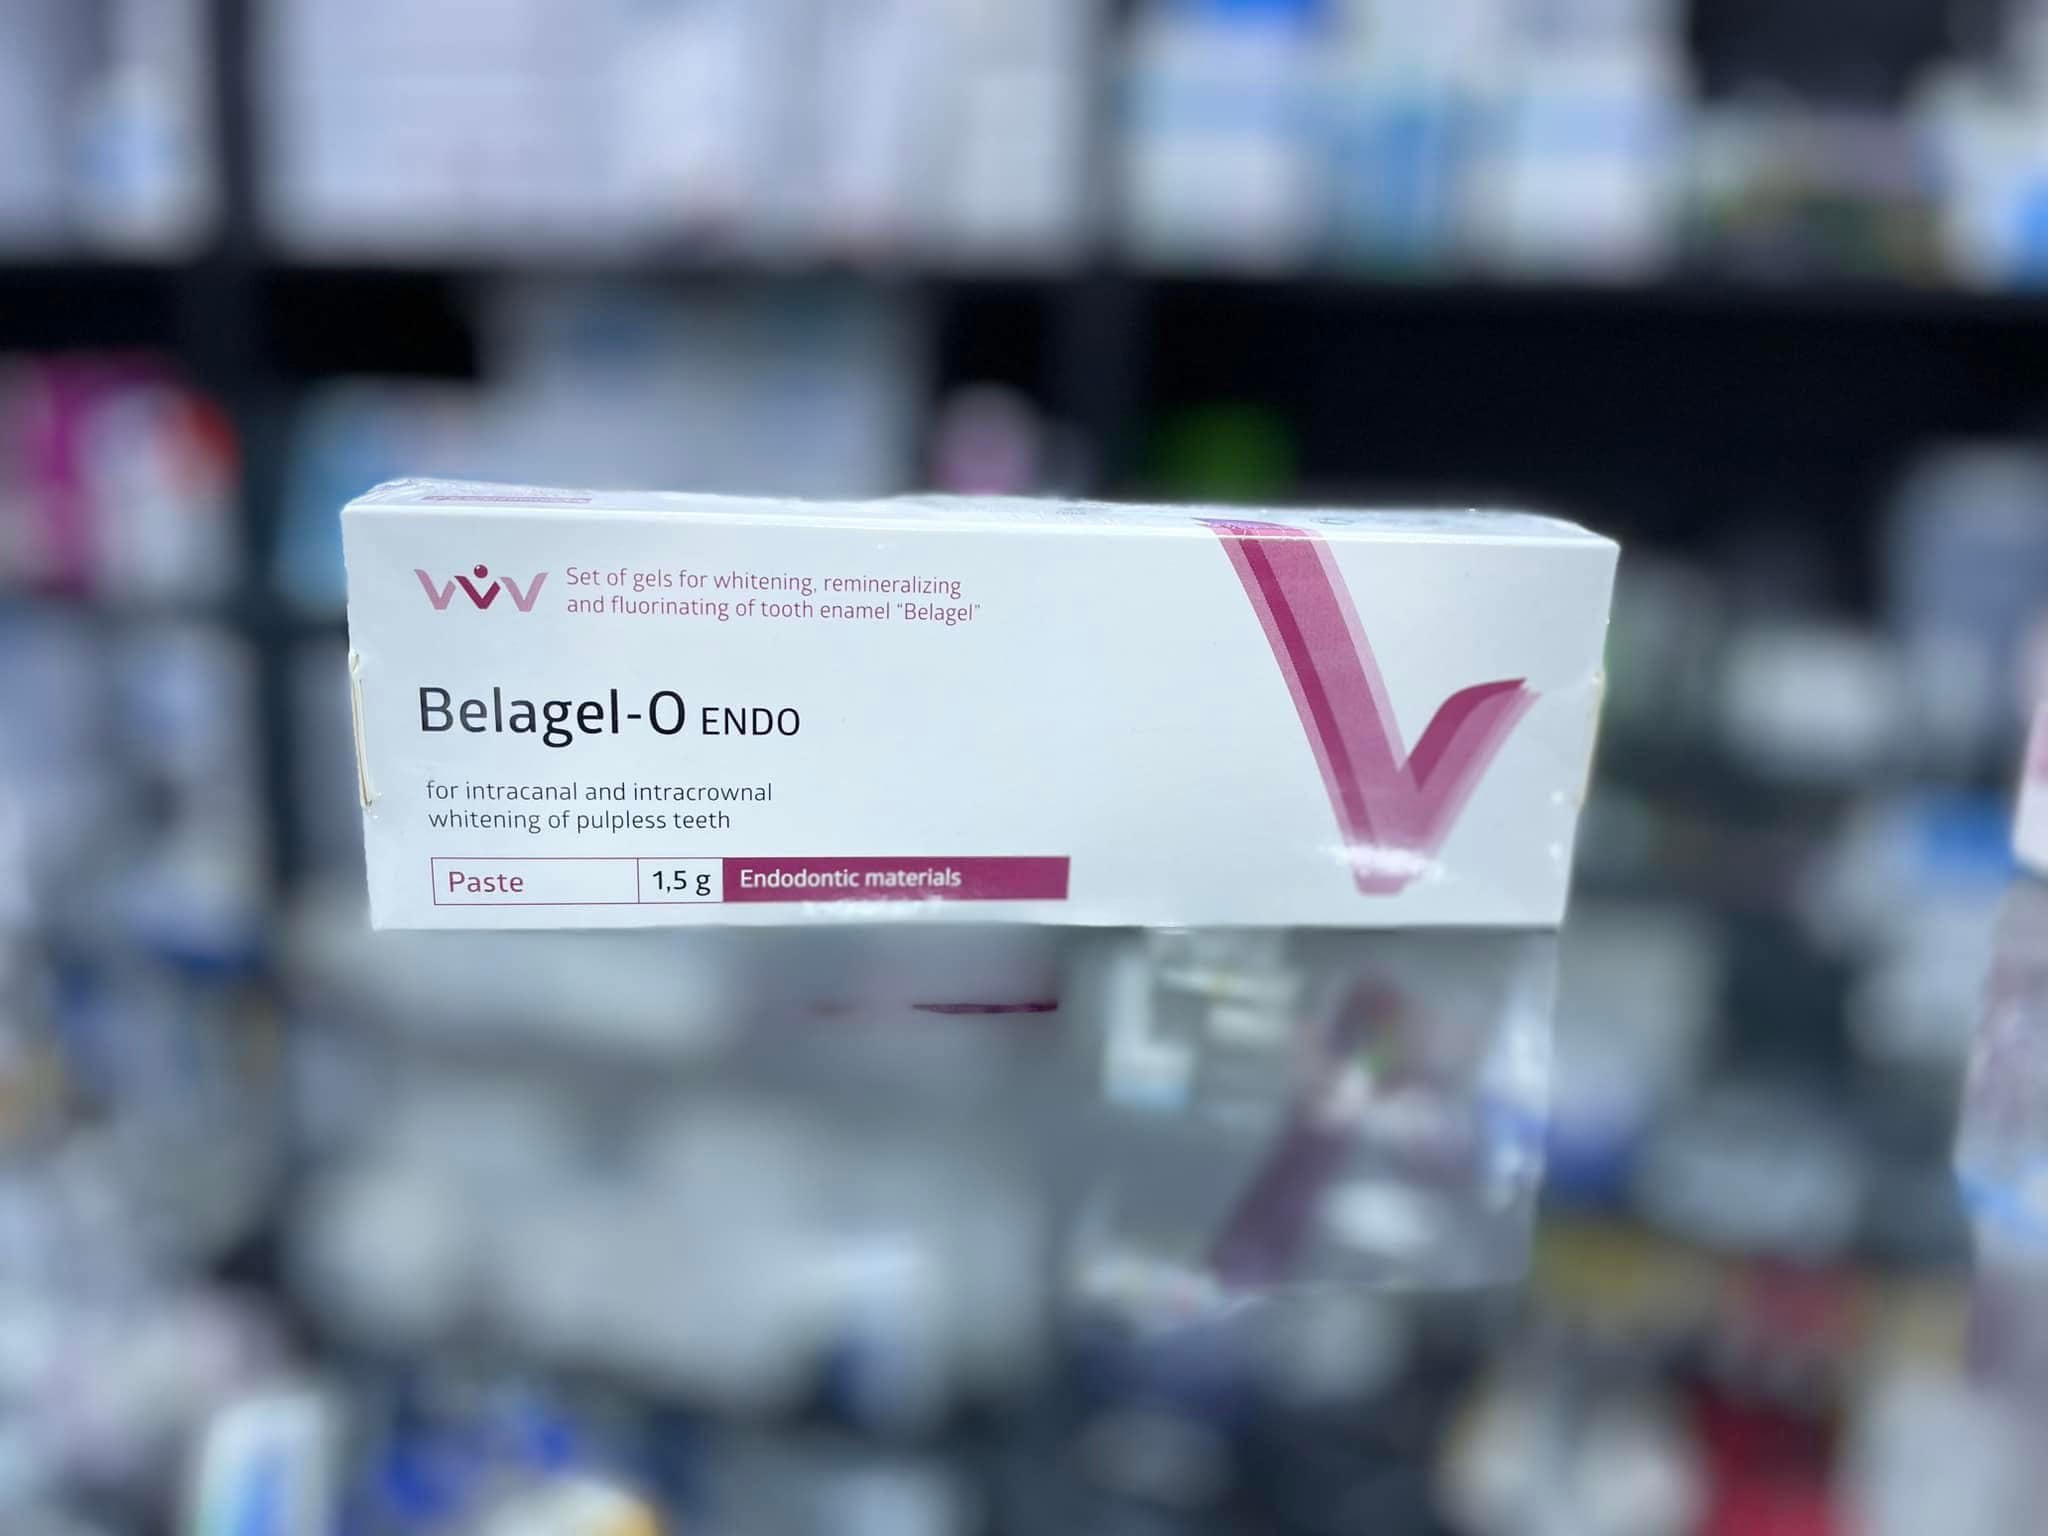 Set of gels for whitening, remineralizing
and fluorinating of tooth enamel "Belagel"
Belagel-O ENDO
for intracanal and intracrownal
whitening of pulpless teeth
Paste 1,5 g Endodontic materials